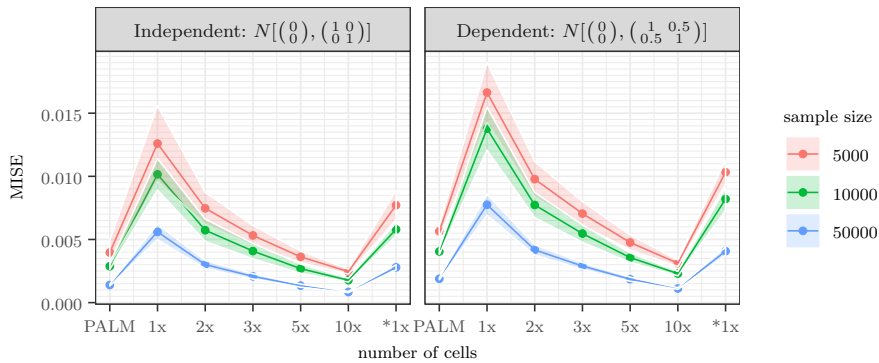 Independent: N[(0 0), (1 0 0 1)]
Dependent: N[(0 0), (1 0.5 0.5 1)]
MISE
0.015
0.010
0.005
0.000
PALM 1x 2x 3x 5x 10x *1x
PALM 1x 2x 3x 5x 10x *1x
number of cells
sample size
5000
10000
50000